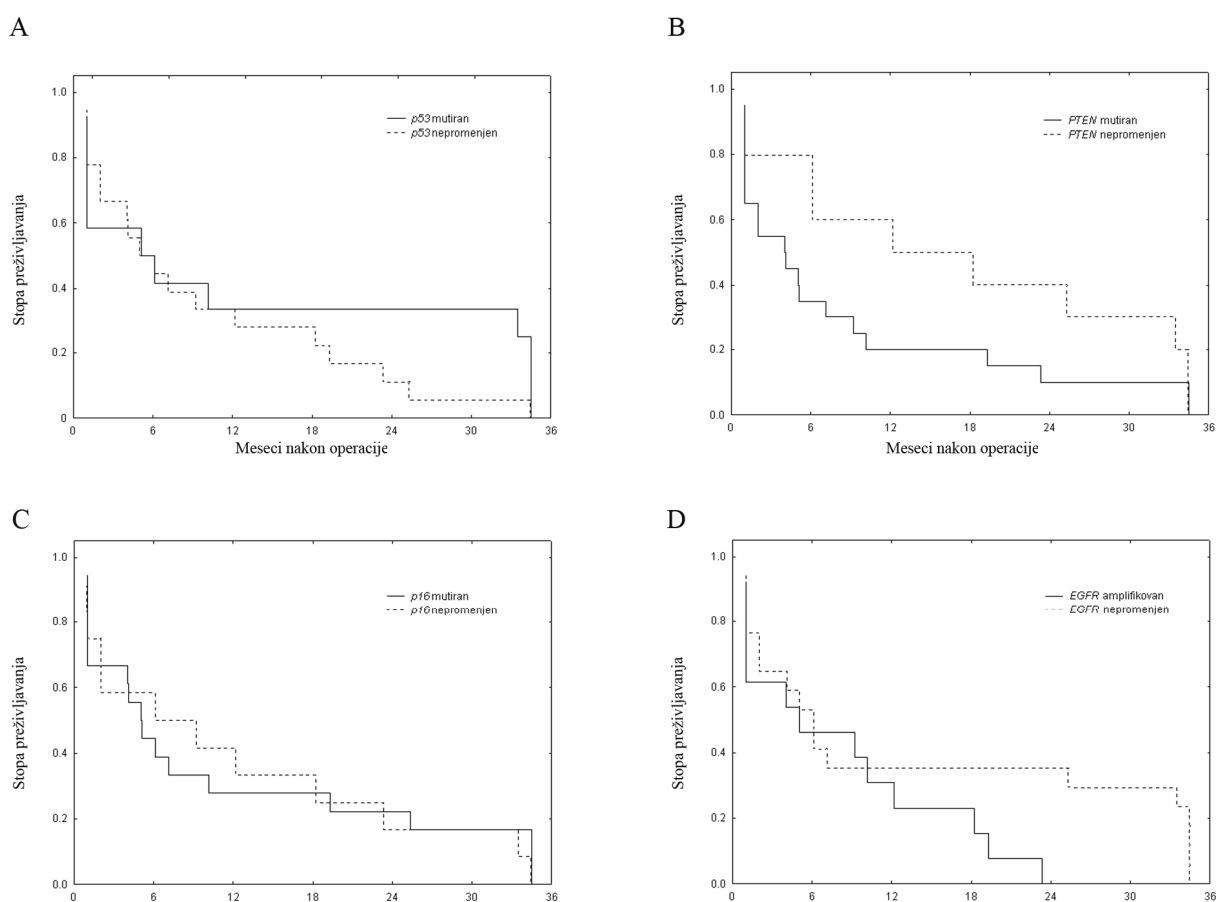 A
B
1.0
0.8
0.6
0.4
0.2
0
p53 mutiran
p53 nepromenjen
Stopa preživljavanja
0 6 12 18 24 30 36
Meseci nakon operacije
1.0
0.8
0.6
0.4
0.2
0.0
PTEN mutiran
PTEN nepromenjen
Stopa preživljavanja
0 6 12 18 24 30 36
Meseci nakon operacije
C
D
1.0
0.8
0.6
0.4
0.2
0.0
p16 mutiran
p16 nepromenjen
Stopa preživljavanja
0 6 12 18 24 30 36
1.0
0.8
0.6
0.4
0.2
0.0
EGFR amplifikovan
EGFR nepromenjen
Stopa preživljavanja
0 6 12 18 24 30 36